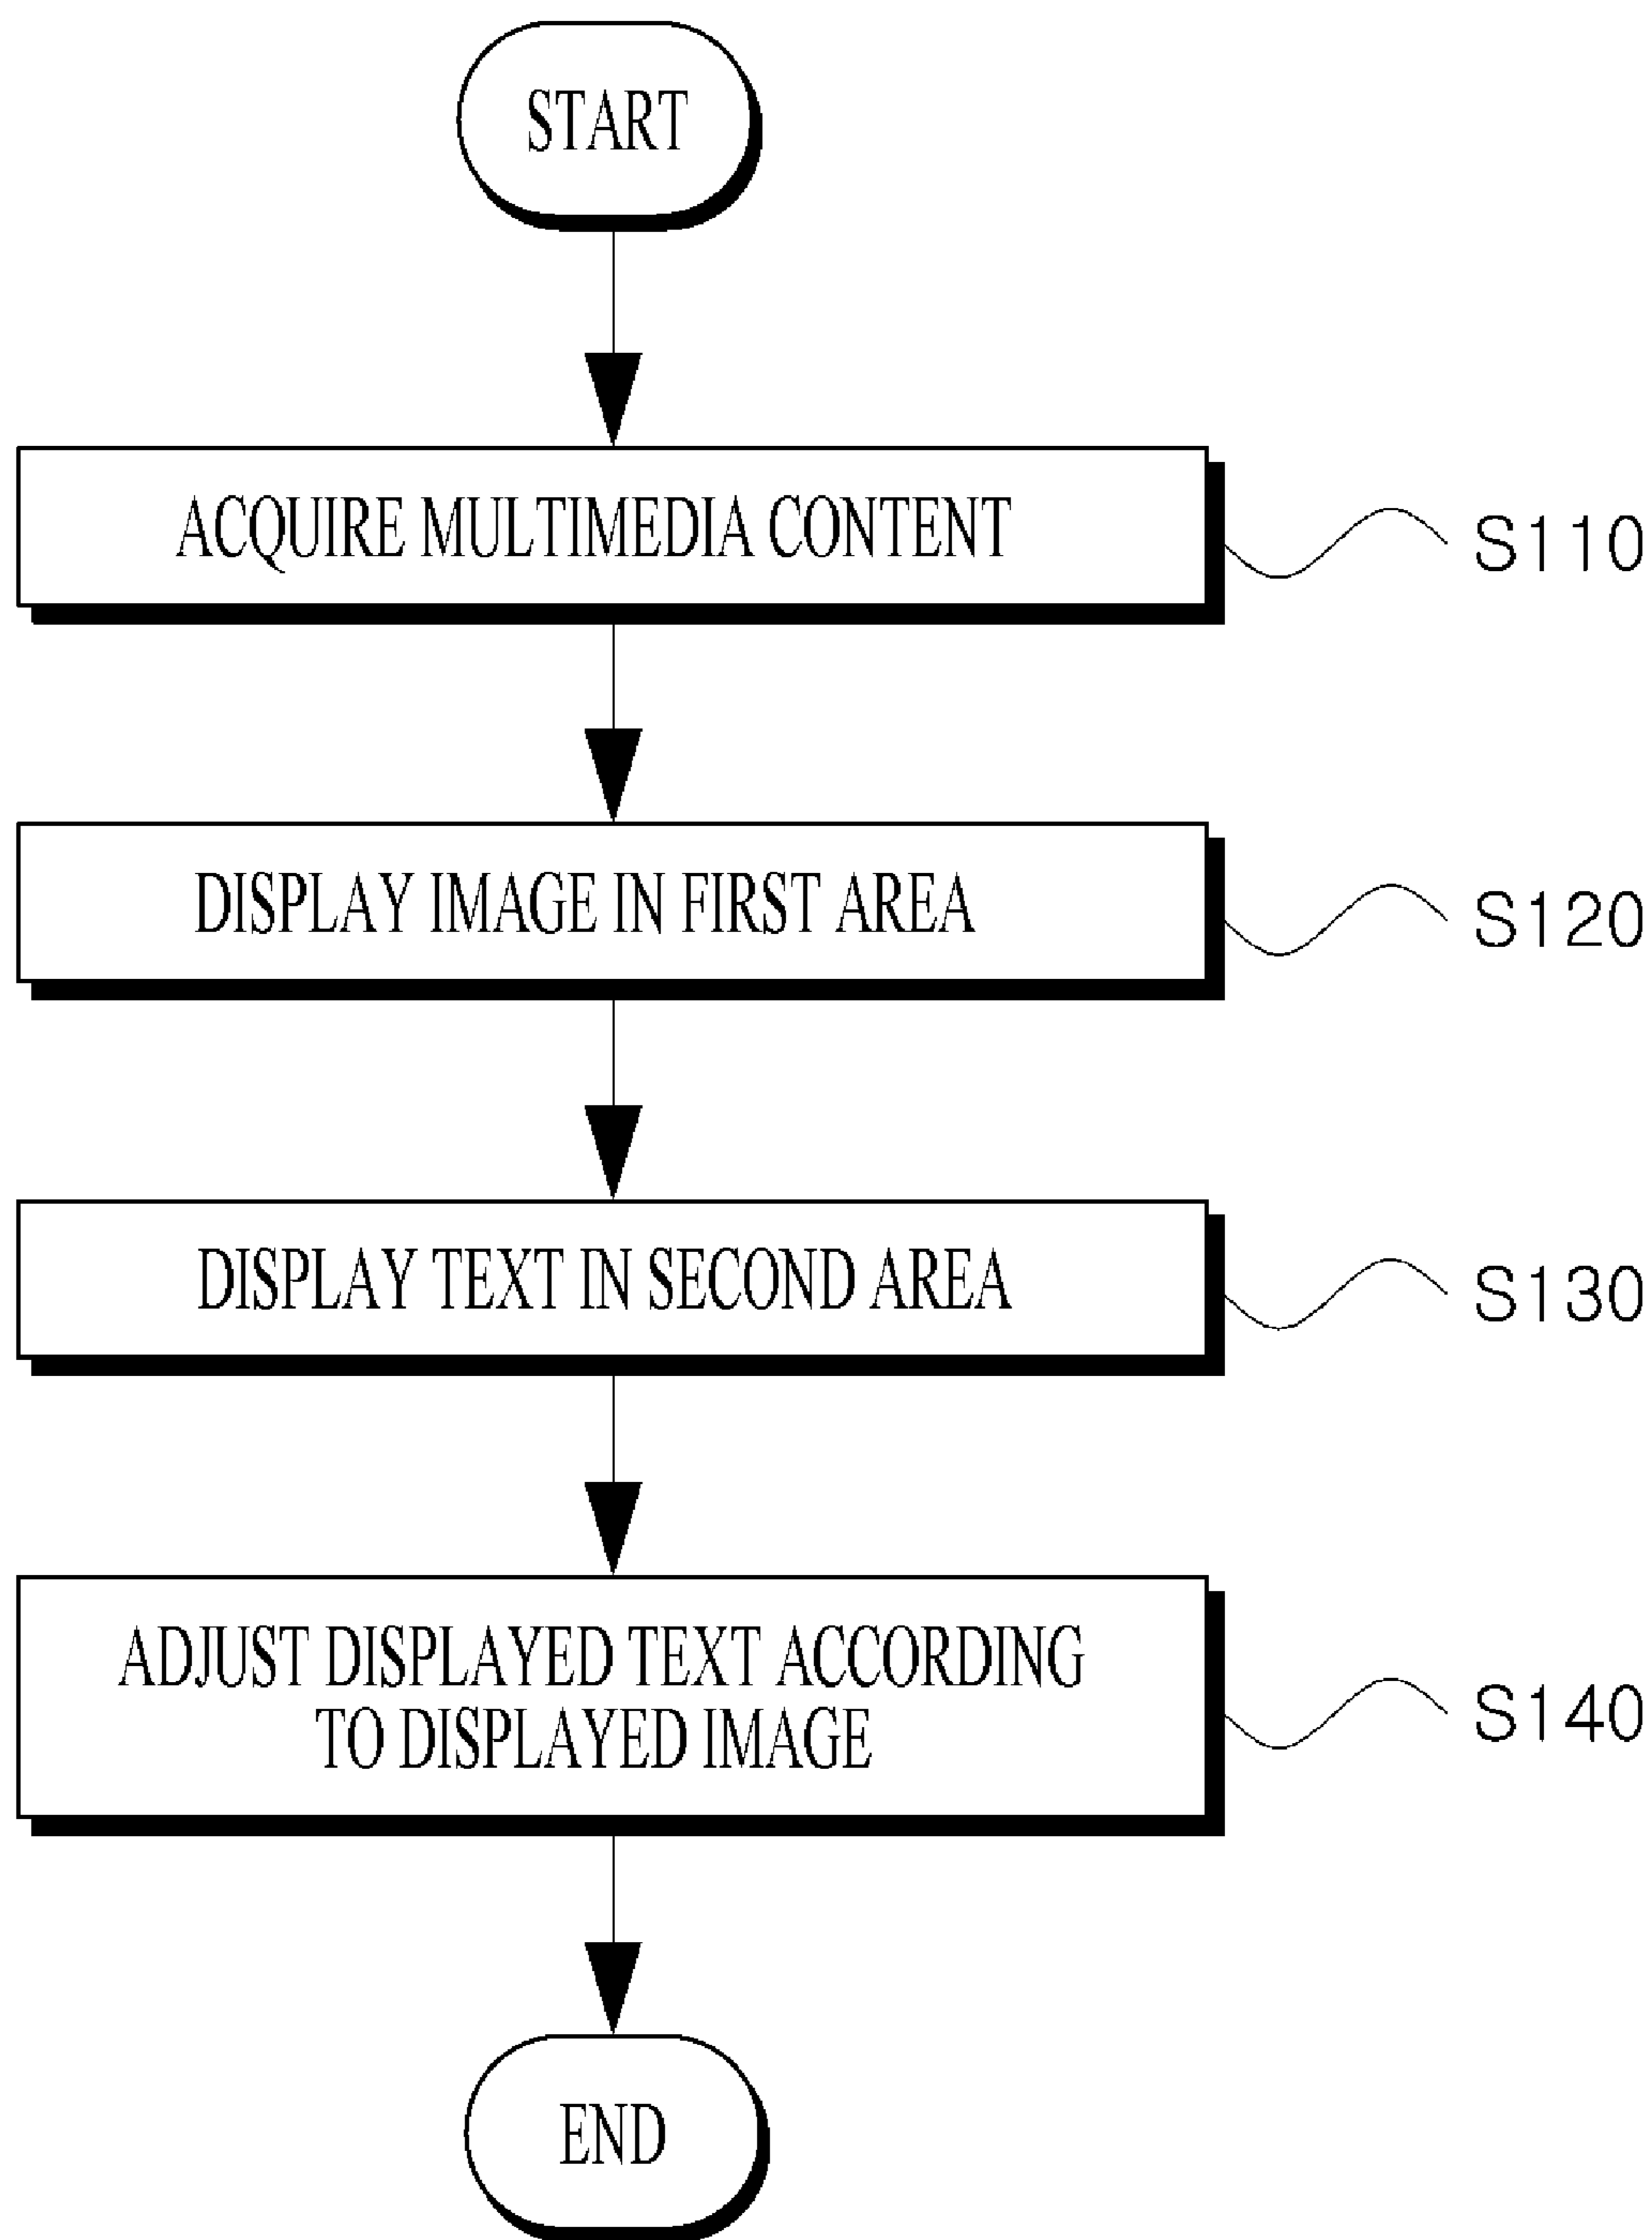 START
ACQUIRE MULTIMEDIA CONTENT
S110
DISPLAY IMAGE IN FIRST AREA
S120
DISPLAY TEXT IN SECOND AREA
S130
ADJUST DISPLAYED TEXT ACCORDING
TO DISPLAYED IMAGE
S140
END